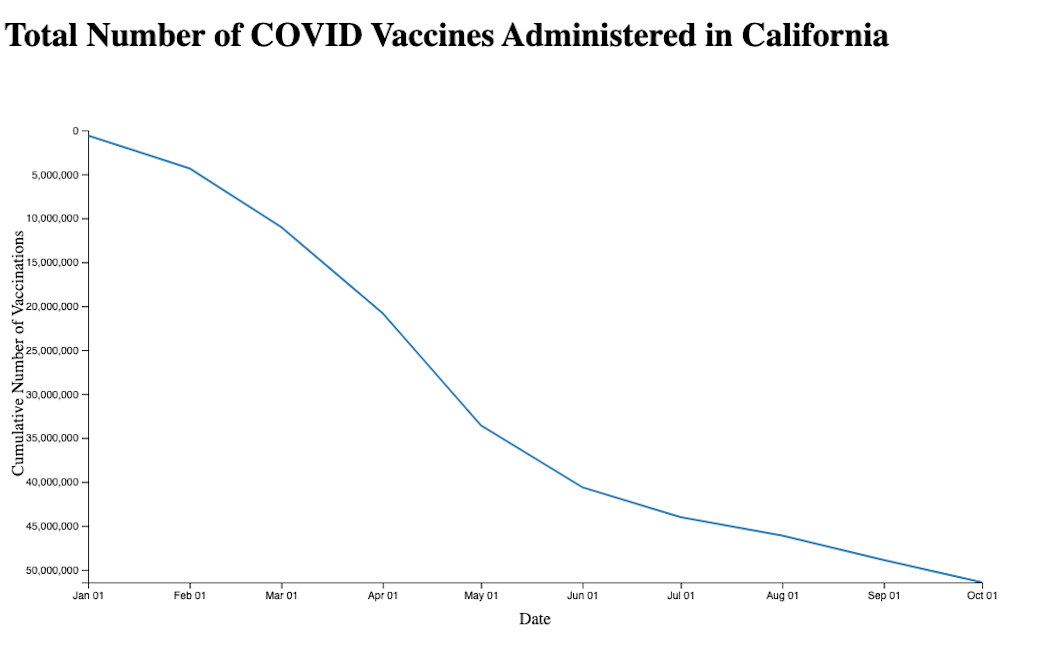 Total Number of COVID Vaccines Administered in California
0
5,000,000
10,000,000
15,000,000
20,000,000
25,000,000
30,000,000
35,000,000
40,000,000
45,000,000
50,000,000
Cumulative Number of Vaccinations
Jan 01 Feb 01 Mar 01 Apr 01 May 01 Jun 01 Jul 01 Aug 01 Sep 01 Oct 01
Date